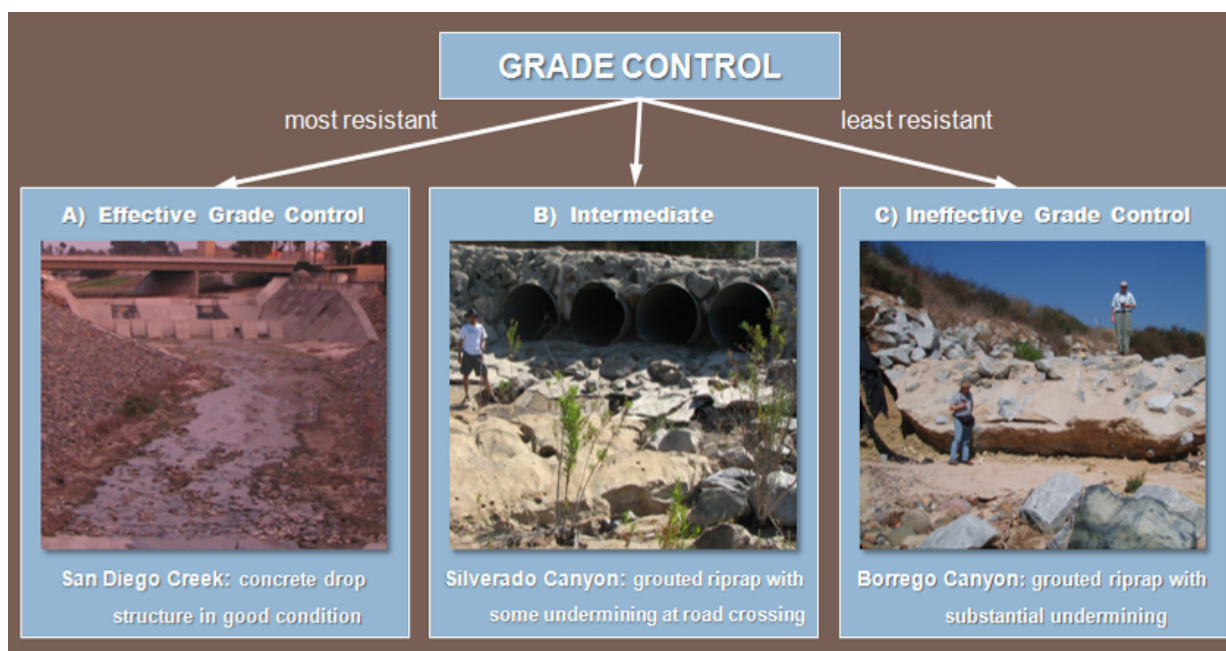 GRADE CONTROL
most resistant
least resistant
A) Effective Grade Control
San Diego Creek: concrete drop
structure in good condition
B) Intermediate
Silverado Canyon: grouted riprap with
some undermining at road crossing
C) Ineffective Grade Control
Borrego Canyon: grouted riprap with
substantial undermining